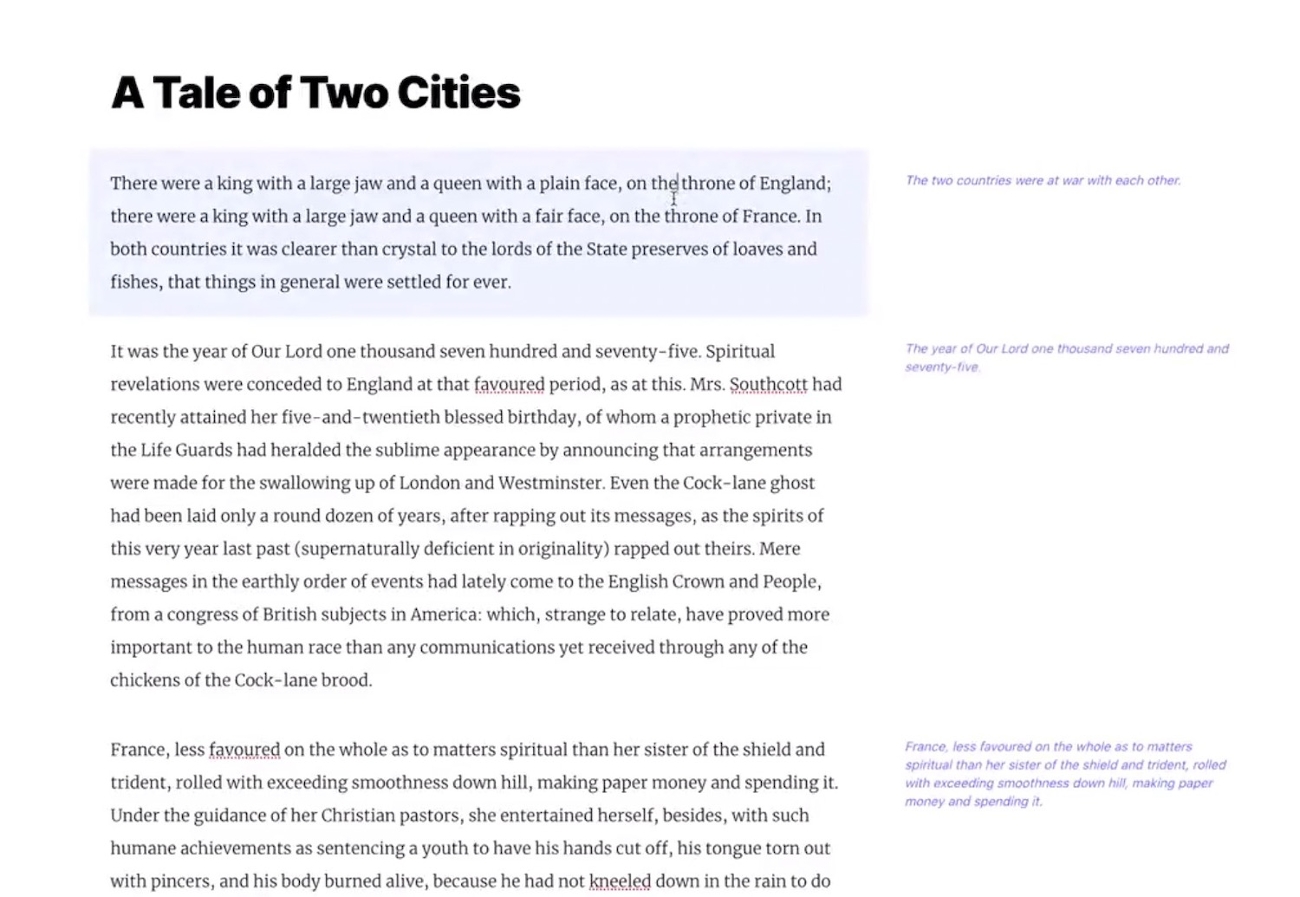 A Tale of Two Cities
There were a king with a large jaw and a queen with a plain face, on the throne of England;
there were a king with a large jaw and a queen with a fair face, on the throne of France. In
both countries it was clearer than crystal to the lords of the State preserves of loaves and
fishes, that things in general were settled for ever.
The two countries were at war with each other.
It was the year of Our Lord one thousand seven hundred and seventy-five. Spiritual
revelations were conceded to England at that favoured period, as at this. Mrs. Southcott had
recently attained her five-and-twentieth blessed birthday, of whom a prophetic private in
the Life Guards had heralded the sublime appearance by announcing that arrangements
were made for the swallowing up of London and Westminster. Even the Cock-lane ghost
had been laid only a round dozen of years, after rapping out its messages, as the spirits of
this very year last past (supernaturally deficient in originality) rapped out theirs. Mere
messages in the earthly order of events had lately come to the English Crown and People,
from a congress of British subjects in America: which, strange to relate, have proved more
important to the human race than any communications yet received through any of the
chickens of the Cock-lane brood.
The year of Our Lord one thousand seven hundred and
seventy-five.
France, less favoured on the whole as to matters spiritual than her sister of the shield and
trident, rolled with exceeding smoothness down hill, making paper money and spending it.
Under the guidance of her Christian pastors, she entertained herself, besides, with such
humane achievements as sentencing a youth to have his hands cut off, his tongue torn out
with pincers, and his body burned alive, because he had not kneeled down in the rain to do
France, less favoured on the whole as to matters
spiritual than her sister of the shield and trident, rolled
with exceeding smoothness down hill, making paper
money and spending it.